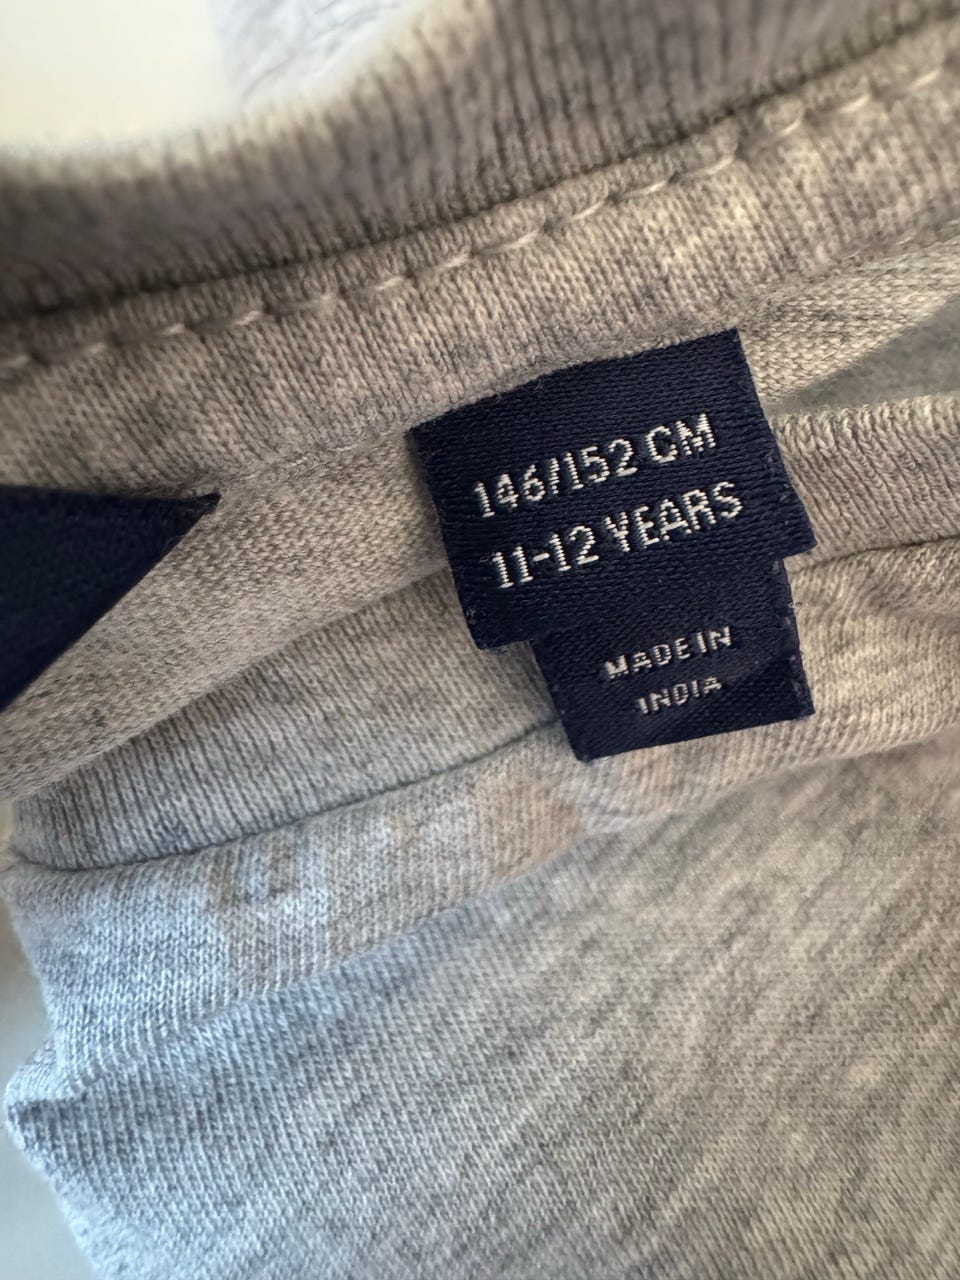 146/152 CM
11-12 YEARS
MADE IN
INDIA